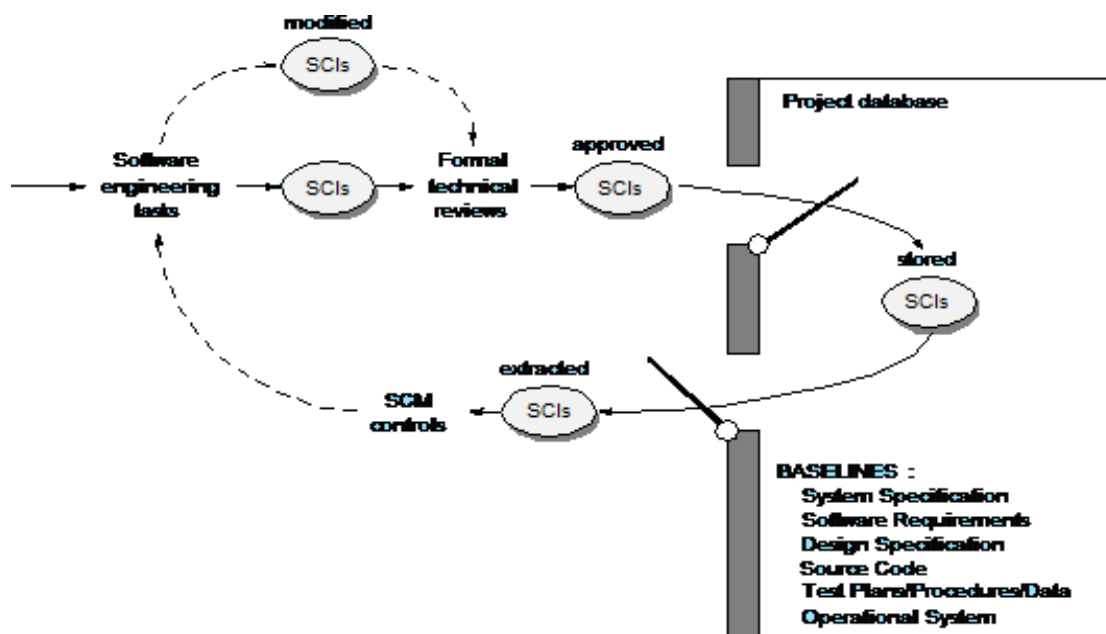 modified
SCIs
Project database
approved
Software
engineering
tasks
SCIs
Formal
technical
reviews
SCIs
stored
SCIs
extracted
SCIs
SCM
controls
BASELINES :
System Specification
Software Requirements
Design Specification
Source Code
Test Plans/Procedures/Data
Operational System